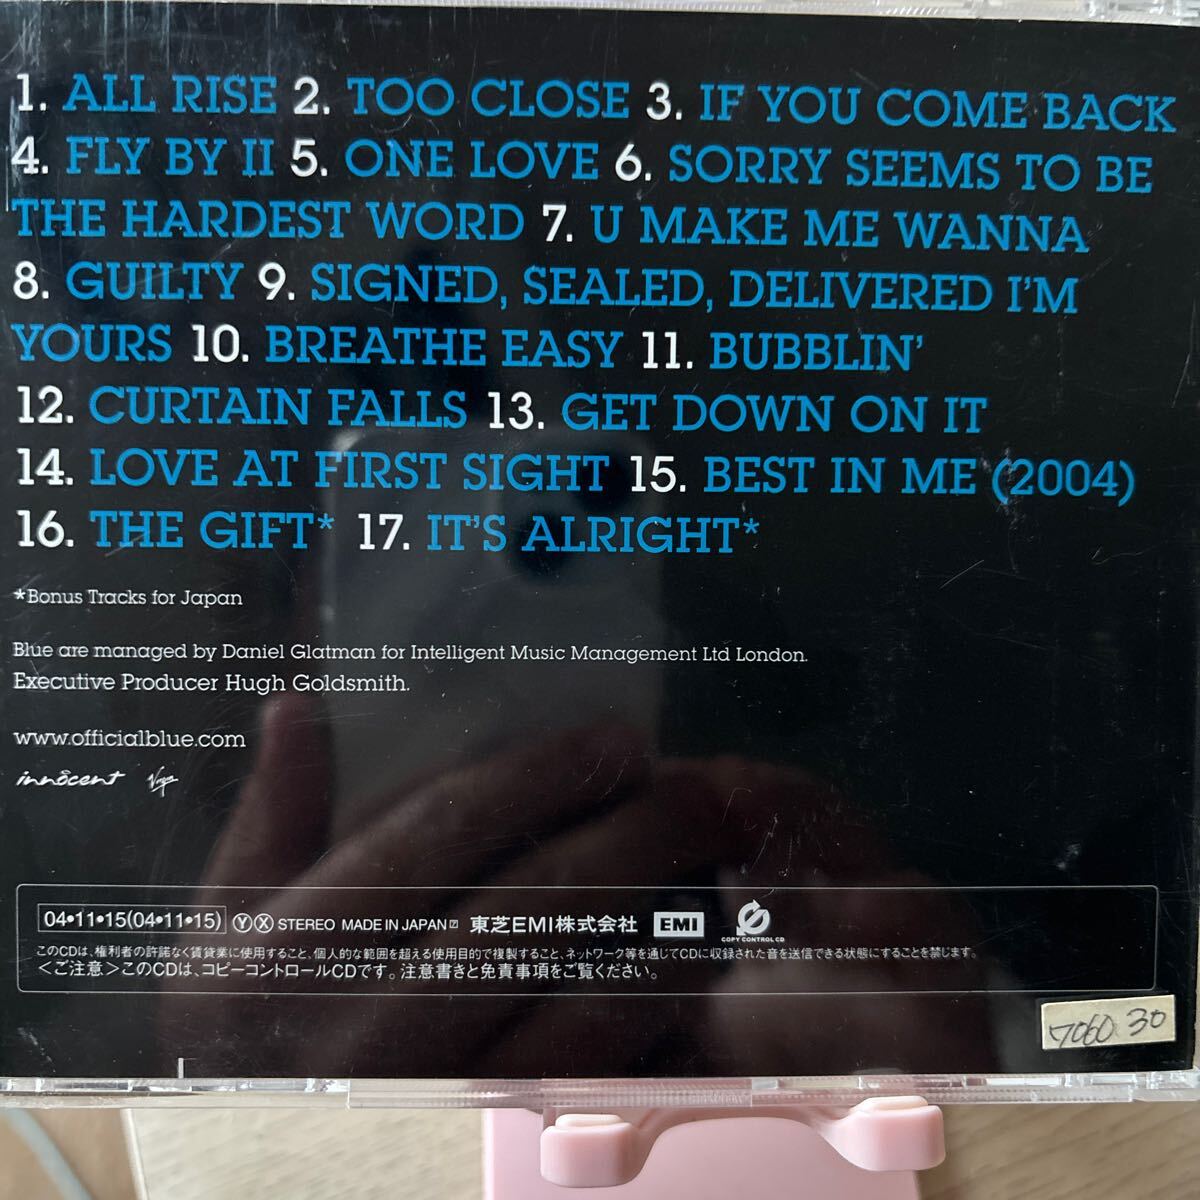 1. ALL RISE 2. TOO CLOSE 3. IF YOU COME BACK
4. FLY BY II 5. ONE LOVE 6. SORRY SEEMS TO BE
THE HARDEST WORD 7. U MAKE ME WANNA
8. GUILTY 9. SIGNED, SEALED, DELIVERED I'M
YOURS 10. BREATHE EASY 11. BUBBLIN'
12. CURTAIN FALLS 13. GET DOWN ON IT
14. LOVE AT FIRST SIGHT 15. BEST IN ME (2004)
16. THE GIFT* 17. IT'S ALRIGHT*
*Bonus Tracks for Japan
Blue are managed by Daniel Glatman for Intelligent Music Management Ltd London.
Executive Producer Hugh Goldsmith.
www.officialblue.com
innocent Virgin
04•11•15(04•11•15) Ⓨ Ⓧ STEREO MADE IN JAPAN 東芝EMI株式会社 EMI
COPY CONTROL CD
このCDは、権利者の許諾なく賃貸業に使用すること、個人的な範囲を超える使用目的で複製すること、ネットワーク等を通じてCDに収録された音を送信できる状態にすることを禁じます。
<ご注意>このCDは、コピーコントロールCDです。注意書きと免責事項をご覧ください。
7060 30